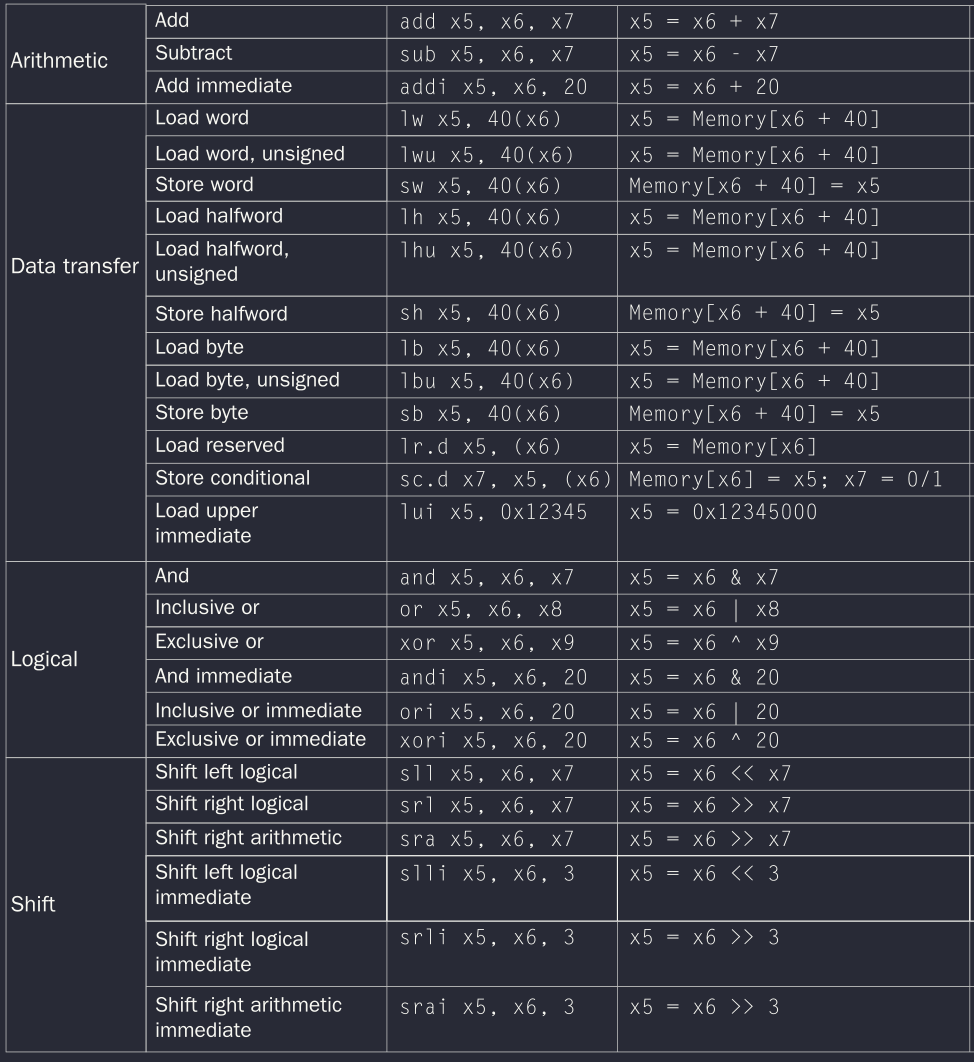 Arithmetic
Add
add x5, x6, x7
x5 = x6 + x7
Subtract
sub x5, x6, x7
x5 = x6 - x7
Add immediate
addi x5, x6, 20
x5 = x6 + 20
Data transfer
Load word
lw x5, 40(x6)
x5 = Memory[x6 + 40]
Load word, unsigned
lwu x5, 40(x6)
x5 = Memory[x6 + 40]
Store word
sw x5, 40(x6)
Memory[x6 + 40] = x5
Load halfword
lh x5, 40(x6)
x5 = Memory[x6 + 40]
Load halfword,
unsigned
lhu x5, 40(x6)
x5 = Memory[x6 + 40]
Store halfword
sh x5, 40(x6)
Memory[x6 + 40] = x5
Load byte
lb x5, 40(x6)
x5 = Memory[x6 + 40]
Load byte, unsigned
lbu x5, 40(x6)
x5 = Memory[x6 + 40]
Store byte
sb x5, 40(x6)
Memory[x6 + 40] = x5
Load reserved
lr.d x5, (x6)
x5 = Memory[x6]
Store conditional
sc.d x7, x5, (x6)
Memory[x6] = x5; x7 = 0/1
Load upper
immediate
lui x5, 0x12345
x5 = 0x12345000
Logical
And
and x5, x6, x7
x5 = x6 & x7
Inclusive or
or x5, x6, x8
x5 = x6 | x8
Exclusive or
xor x5, x6, x9
x5 = x6 ^ x9
And immediate
andi x5, x6, 20
x5 = x6 & 20
Inclusive or immediate
ori x5, x6, 20
x5 = x6 | 20
Exclusive or immediate
xori x5, x6, 20
x5 = x6 ^ 20
Shift
Shift left logical
sll x5, x6, x7
x5 = x6 << x7
Shift right logical
srl x5, x6, x7
x5 = x6 >> x7
Shift right arithmetic
sra x5, x6, x7
x5 = x6 >> x7
Shift left logical
immediate
slli x5, x6, 3
x5 = x6 << 3
Shift right logical
immediate
srli x5, x6, 3
x5 = x6 >> 3
Shift right arithmetic
immediate
srai x5, x6, 3
x5 = x6 >> 3